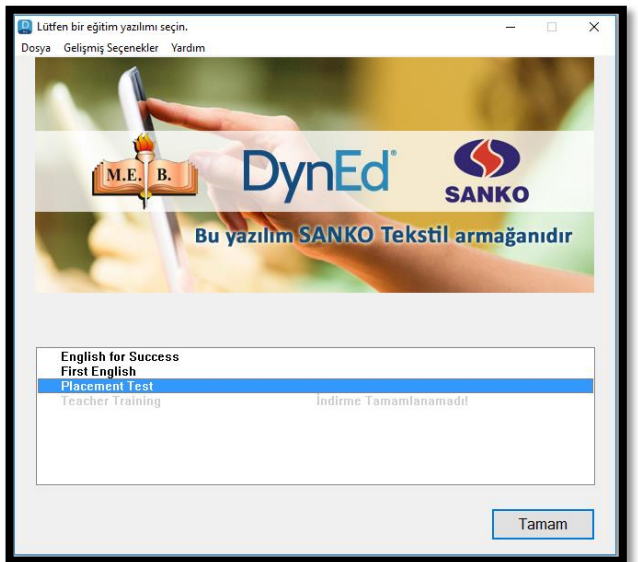 Lütfen bir eğitim yazılımı seçin.
Dosya Gelişmiş Seçenekler Yardım
M.E. B.
DynEd
SANKO
Bu yazılım SANKO Tekstil armağanıdır
English for Success
First English
Placement Test
Teacher Training İndirme Tamamlanamadı!
Tamam